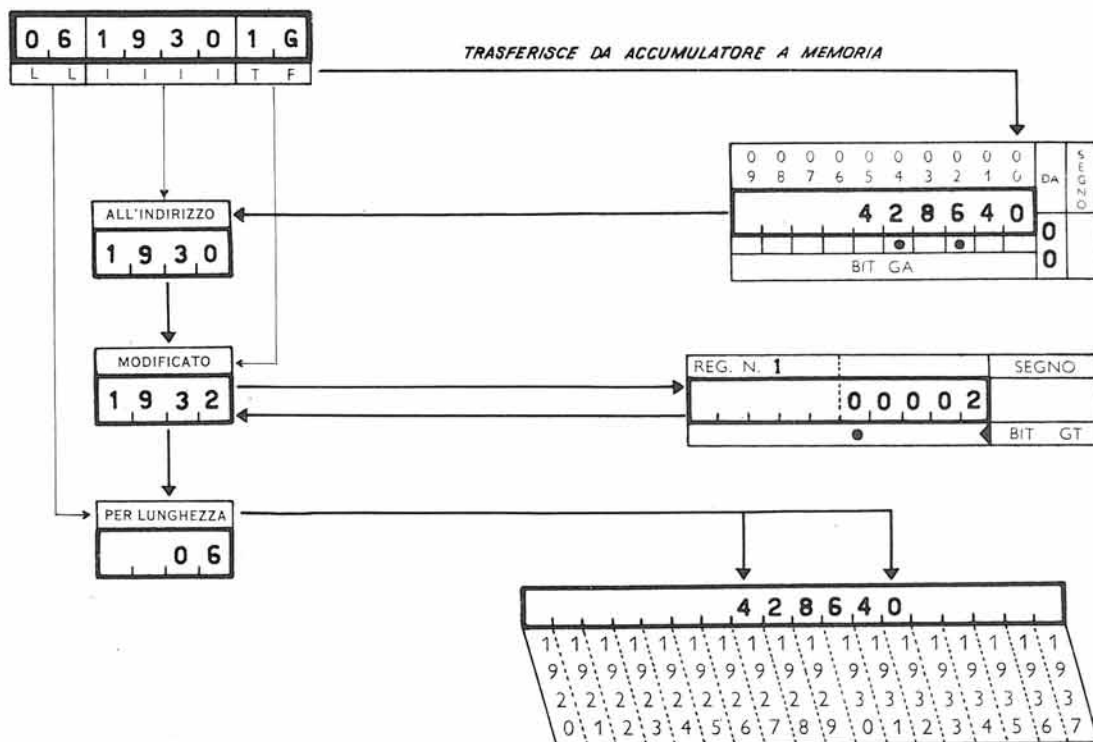 0 6 1 9 3 0 1 G
L L I I I I T F
TRASFERISCE DA ACCUMULATORE A MEMORIA
0 0 0 0 0 0 0 0 0 0
9 8 7 6 5 4 3 2 1 0
DA
SEGNO
4 2 8 6 4 0
0
0
BIT GA
ALL'INDIRIZZO
1 9 3 0
MODIFICATO
1 9 3 2
REG. N. 1
SEGNO
0 0 0 0 2
BIT GT
PER LUNGHEZZA
0 6
4 2 8 6 4 0
1 1 1 1 1 1 1 1 1 1 1 1 1 1 1 1 1 1
9 9 9 9 9 9 9 9 9 9 9 9 9 9 9 9 9 9
2 2 2 2 2 2 2 2 2 2 3 3 3 3 3 3 3 3
0 1 2 3 4 5 6 7 8 9 0 1 2 3 4 5 6 7